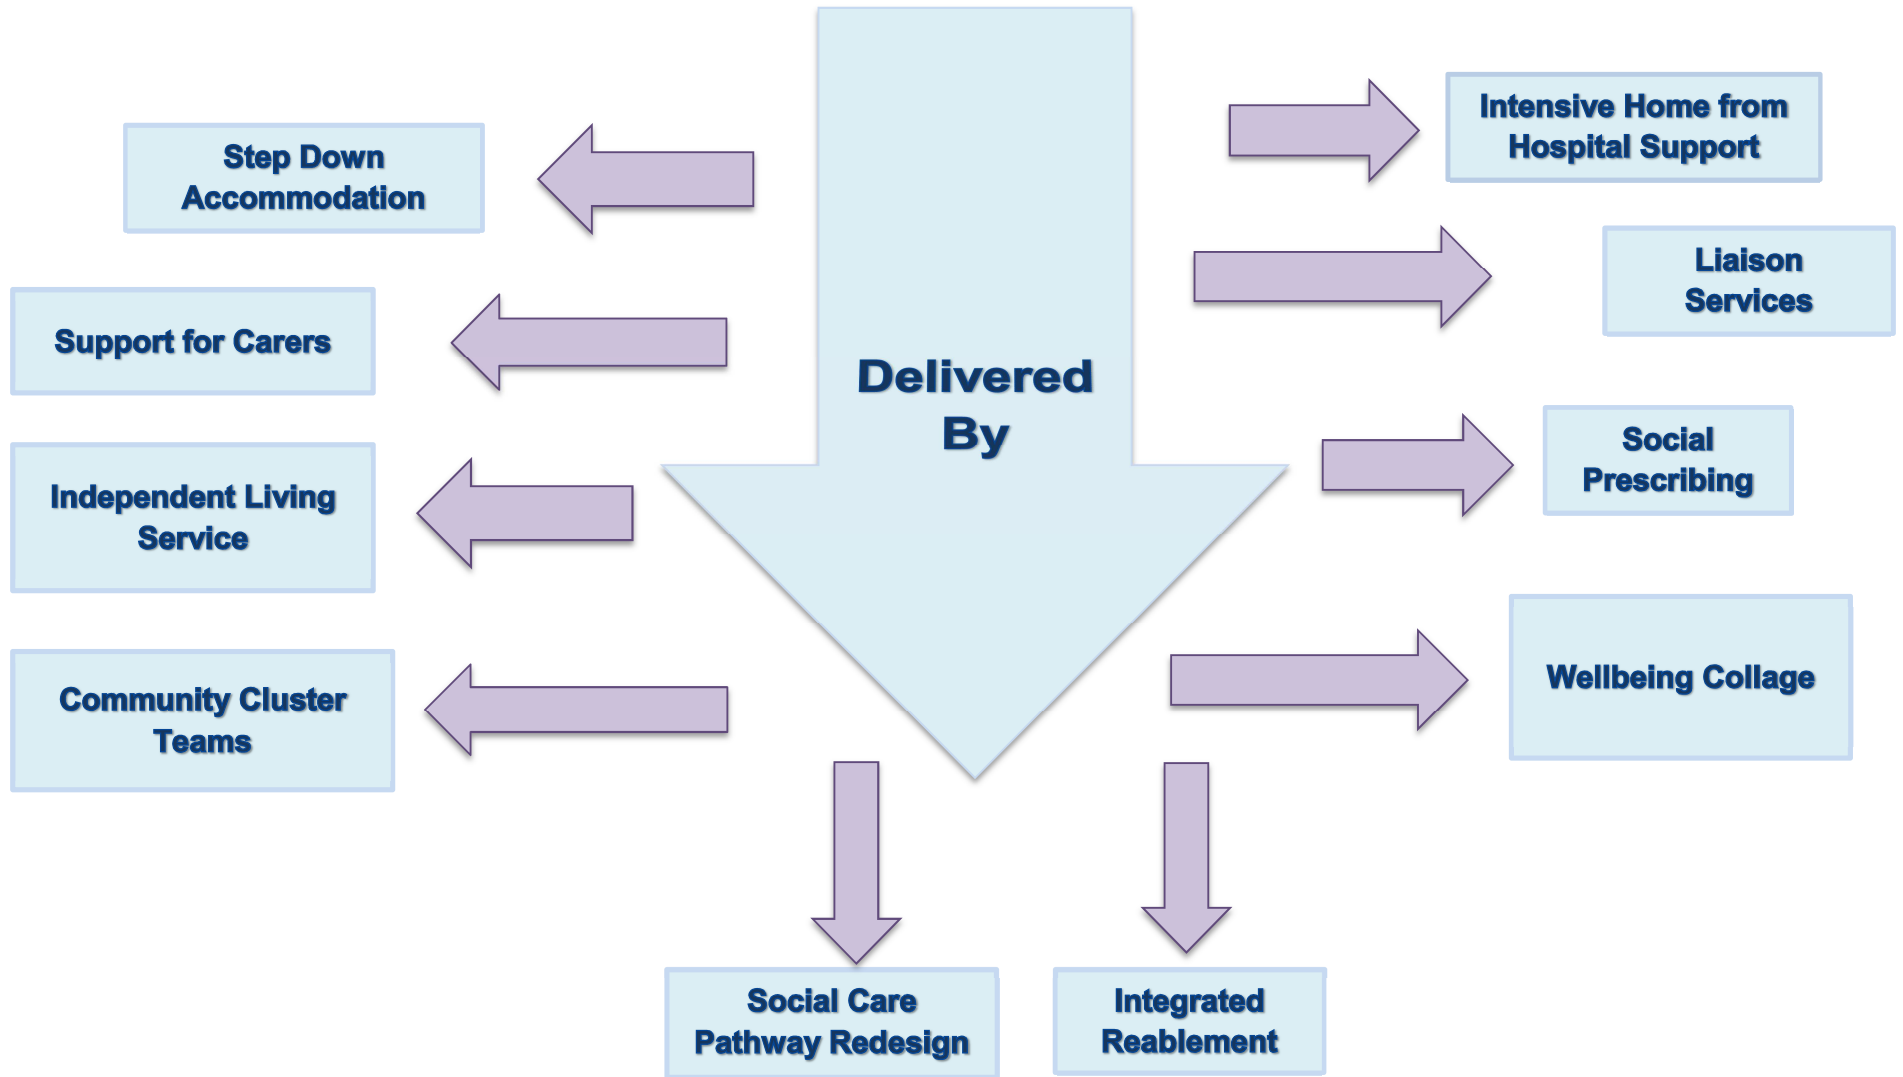 Intensive Home from
Hospital Support
Step Down
Accommodation
Liaison
Services
Support for Carers
Delivered
By
Social
Prescribing
Independent Living
Service
Wellbeing Collage
Community Cluster
Teams
Social Care
Pathway Redesign
Integrated
Reablement